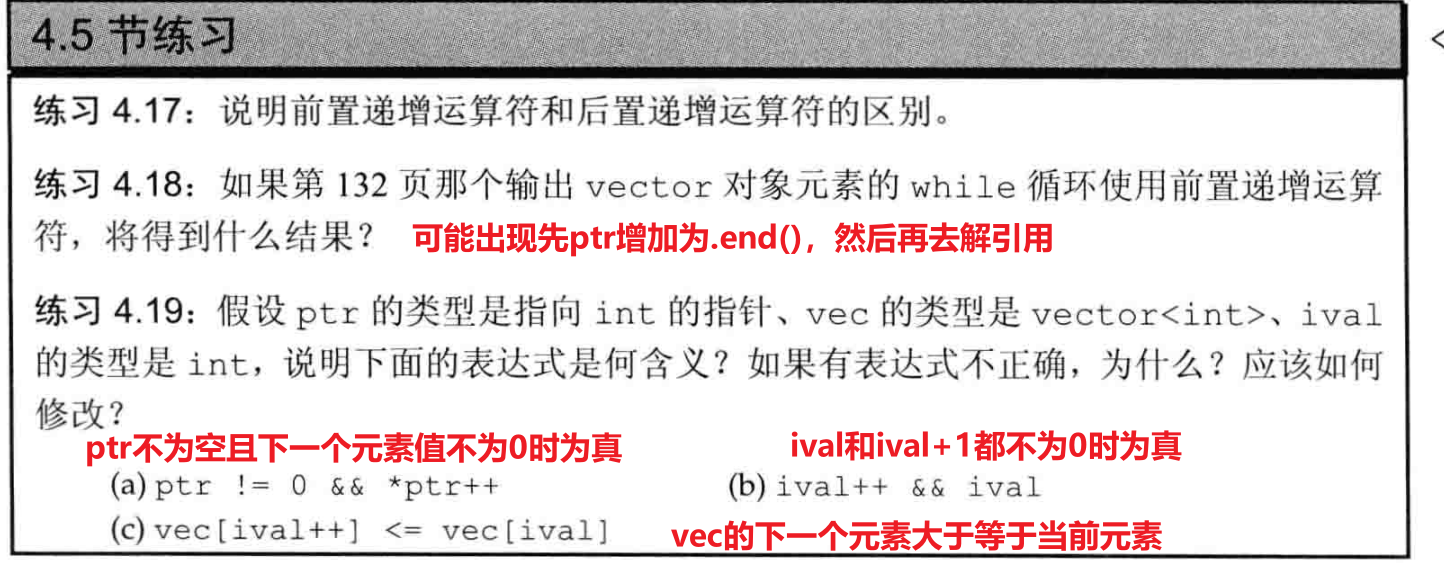 4.5 节练习
练习 4.17：说明前置递增运算符和后置递增运算符的区别。
练习 4.18：如果第 132 页那个输出 vector 对象元素的 while 循环使用前置递增运算
符，将得到什么结果？ 可能出现先ptr增加为.end()，然后再去解引用
练习 4.19：假设 ptr 的类型是指向 int 的指针、vec 的类型是 vector<int>、ival
的类型是 int，说明下面的表达式是何含义？如果有表达式不正确，为什么？应该如何
修改？
ptr不为空且下一个元素值不为0时为真 ival和ival+1都不为0时为真
(a) ptr != 0 && *ptr++ (b) ival++ && ival
(c) vec[ival++] <= vec[ival] vec的下一个元素大于等于当前元素